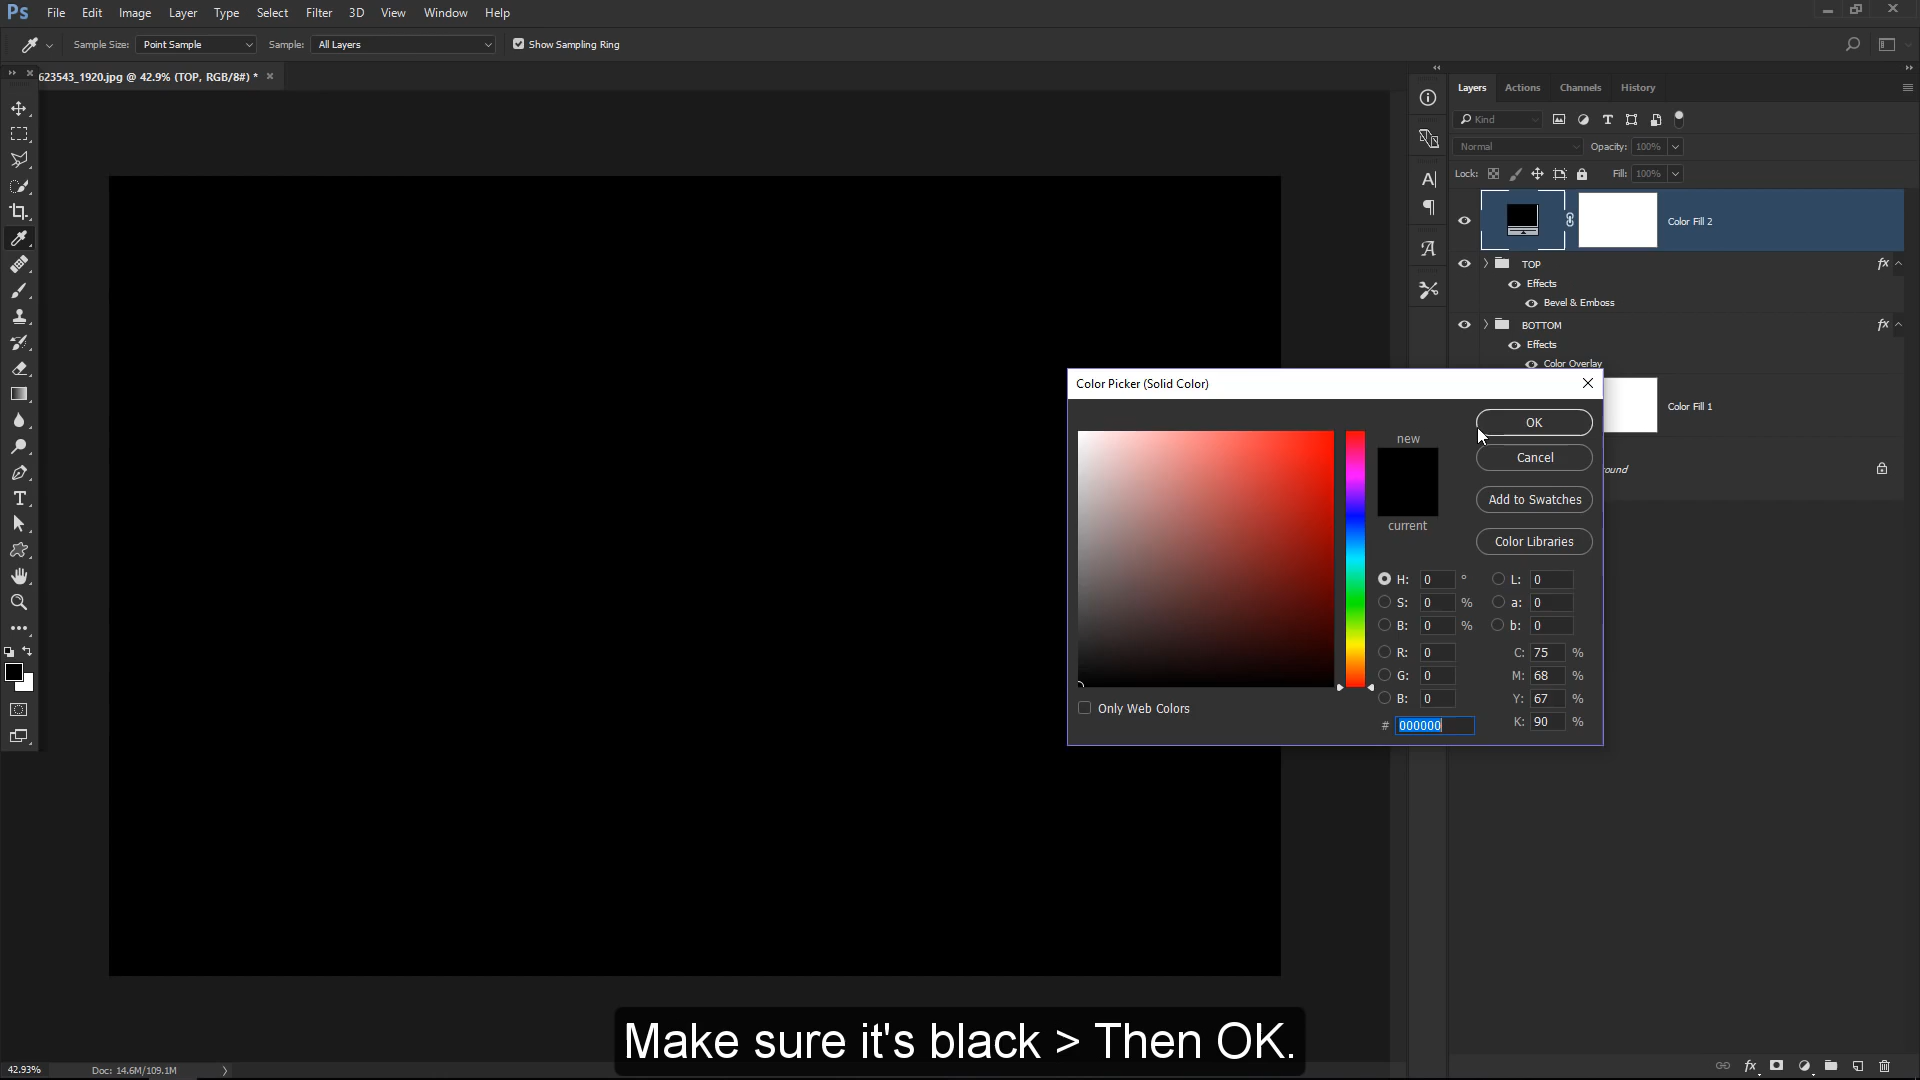 Ps File Edit Image Layer Type Select Filter 3D View Window Help
Sample Size: Point Sample Sample: All Layers Show Sampling Ring
623543_1920.jpg @ 42.9% (TOP, RGB/8#) *
Layers Actions Channels History
Kind
Normal Opacity: 100%
Lock: Fill: 100%
Color Fill 2
TOP fx
Effects
Bevel & Emboss
BOTTOM fx
Effects
Color Overlay
Color Fill 1
ound
Color Picker (Solid Color)
OK
new
Cancel
Add to Swatches
current
Color Libraries
H: 0 ° L: 0
S: 0 % a: 0
B: 0 % b: 0
R: 0 C: 75 %
G: 0 M: 68 %
B: 0 Y: 67 %
Only Web Colors
# 000000 K: 90 %
Make sure it's black > Then OK.
42.93% Doc: 14.6M/109.1M
fx